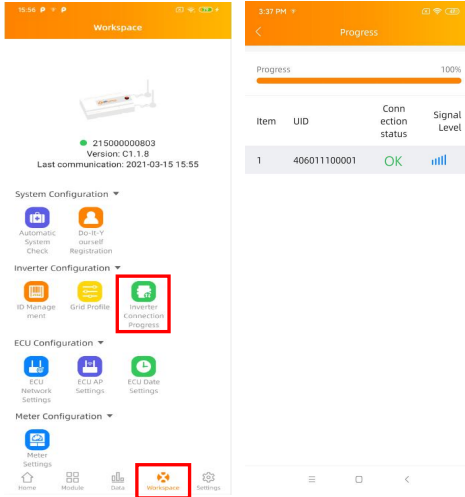 15:56
Workspace
215000000803
Version: C1.1.8
Last communication: 2021-03-15 15:55
System Configuration
Automatic
System
Check
Do-It-Y
ourself
Registration
Inverter Configuration
ID Manage
ment
Grid Profile
Inverter
Connection
Progress
ECU Configuration
ECU
Network
Settings
ECU AP
Settings
ECU Date
Settings
Meter Configuration
Meter
Settings
Home Module Data Workspace Settings
3:37 PM
Progress
Progress 100%
Item UID Conn
ection
status Signal
Level
1 406011100001 OK